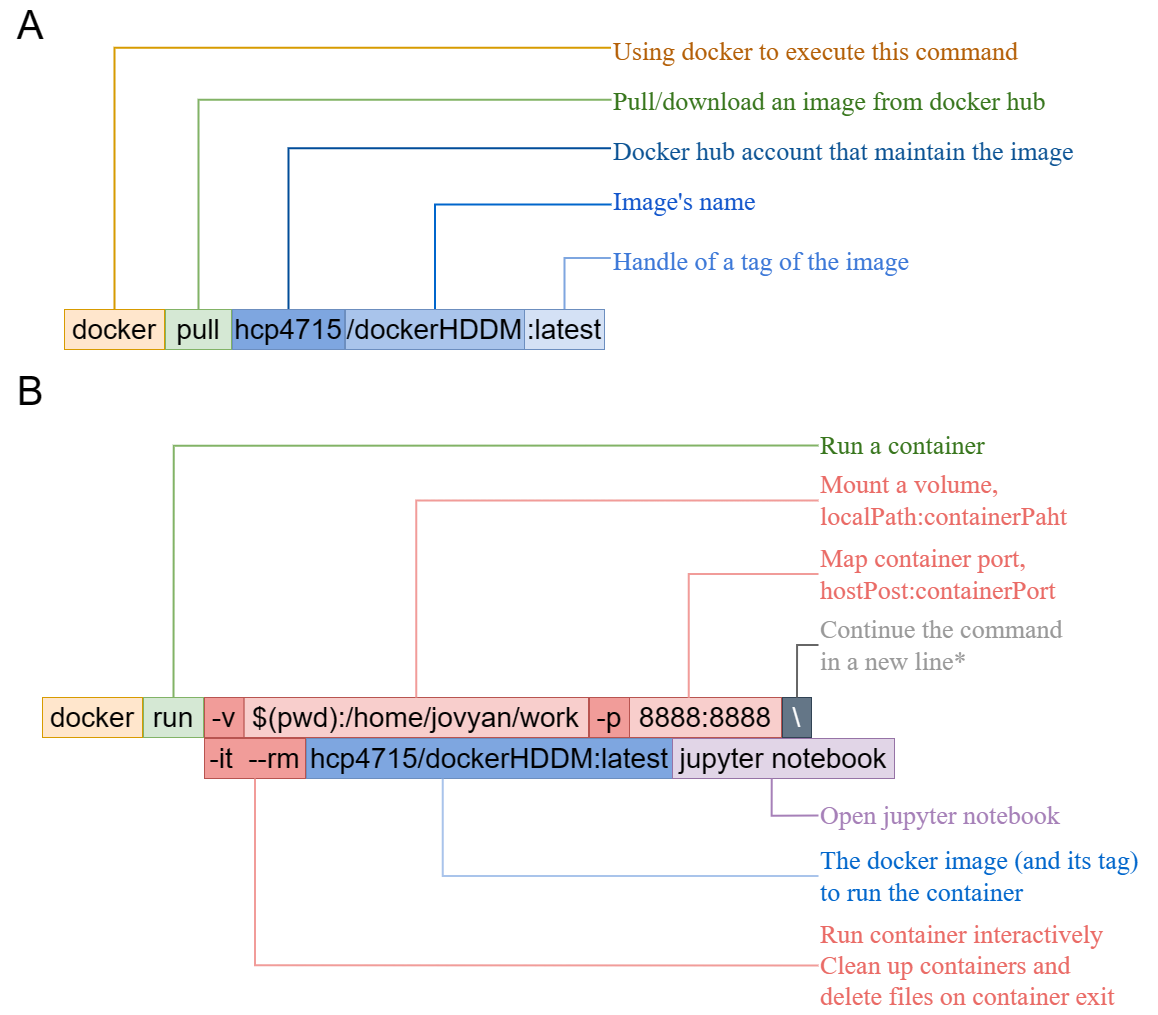 A
Using docker to execute this command
Pull/download an image from docker hub
Docker hub account that maintain the image
Image's name
Handle of a tag of the image
docker pull hcp4715/dockerHDDM:latest
B
Run a container
Mount a volume,
localPath:containerPaht
Map container port,
hostPost:containerPort
Continue the command
in a new line*
docker run -v $(pwd):/home/jovyan/work -p 8888:8888 \
-it --rm hcp4715/dockerHDDM:latest jupyter notebook
Open jupyter notebook
The docker image (and its tag)
to run the container
Run container interactively
Clean up containers and
delete files on container exit